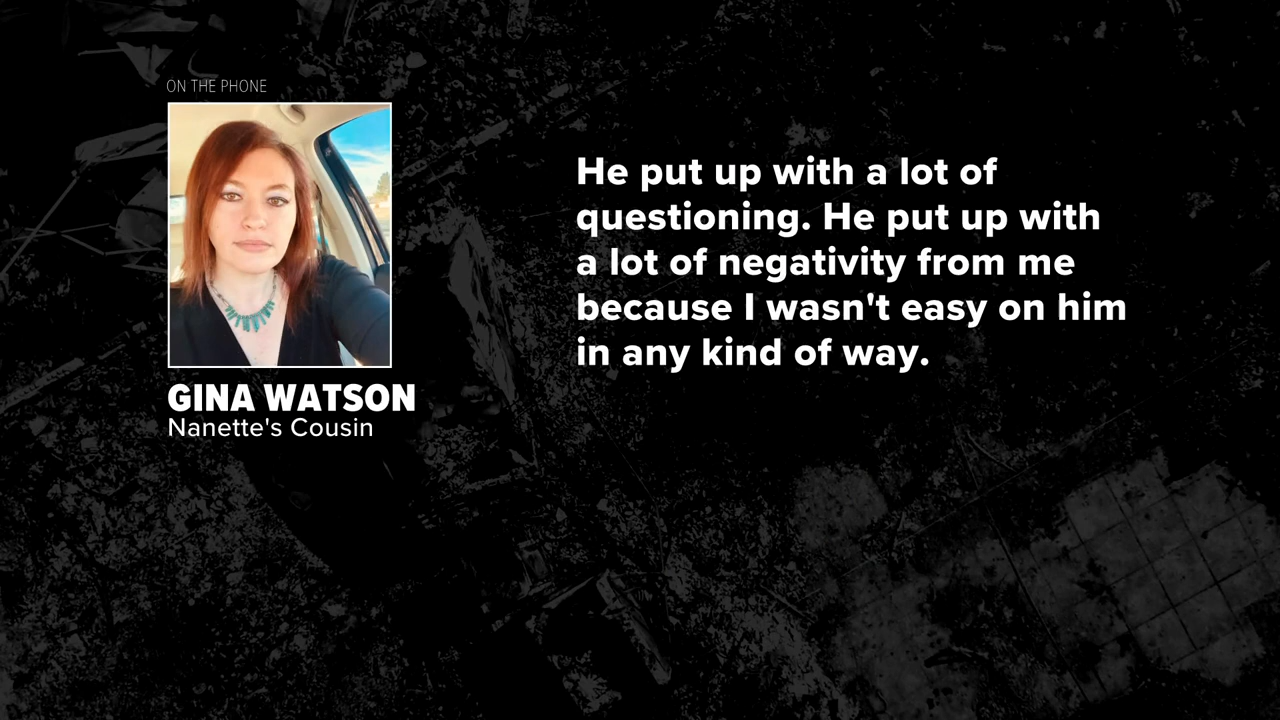 ON THE PHONE
GINA WATSON
Nanette's Cousin
He put up with a lot of
questioning. He put up with
a lot of negativity from me
because I wasn't easy on him
in any kind of way.